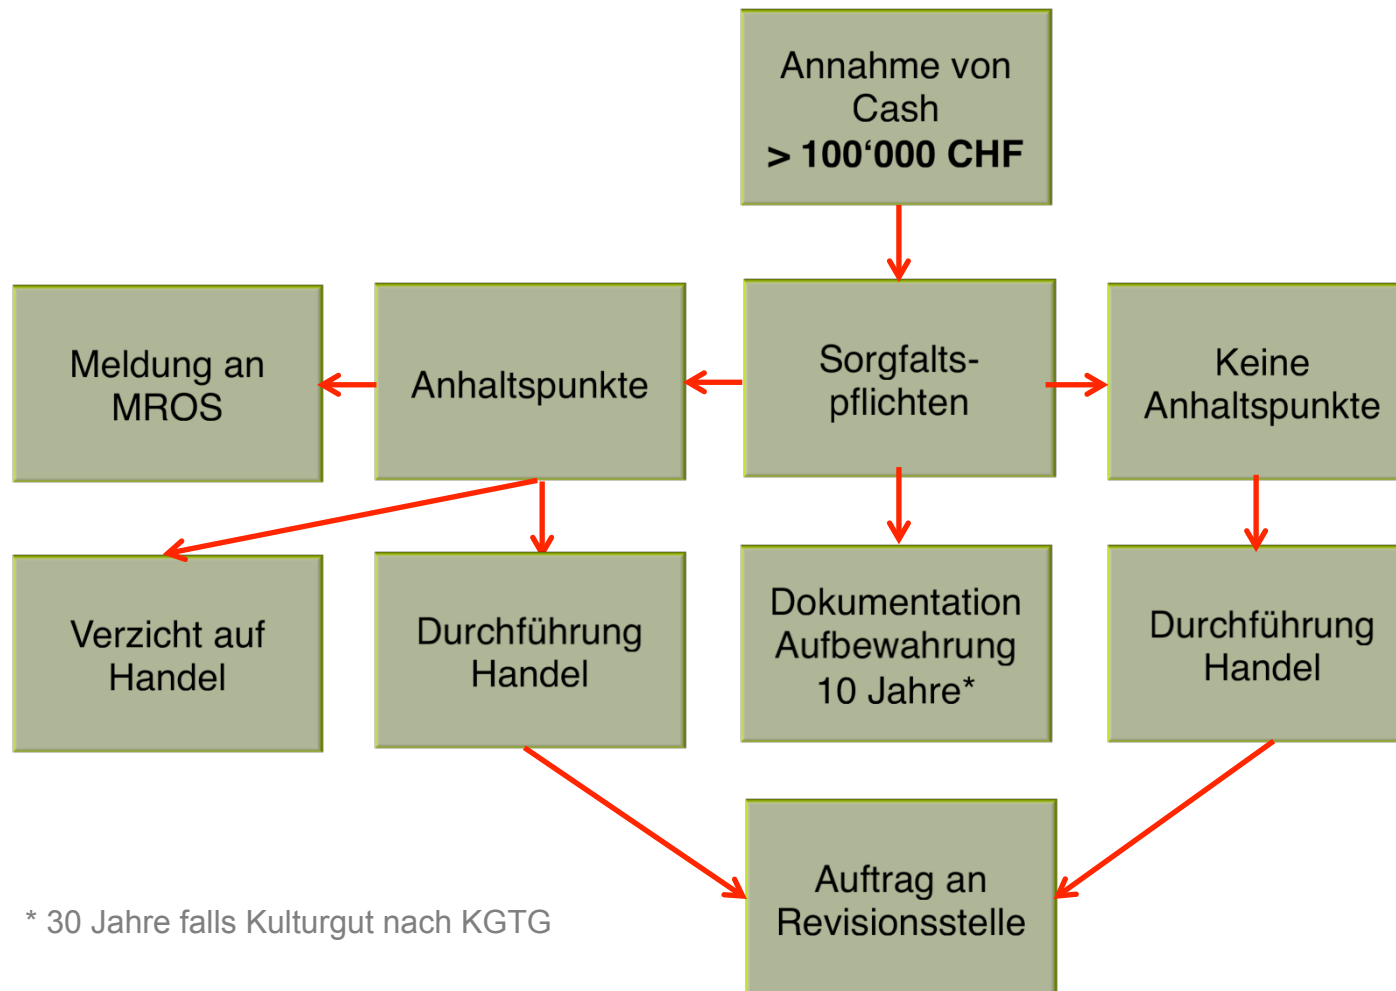 Annahme von
Cash
> 100‘000 CHF
Meldung an
MROS
Anhaltspunkte
Sorgfalts-
pflichten
Keine
Anhaltspunkte
Verzicht auf
Handel
Durchführung
Handel
Dokumentation
Aufbewahrung
10 Jahre*
Durchführung
Handel
Auftrag an
Revisionsstelle
* 30 Jahre falls Kulturgut nach KGTG